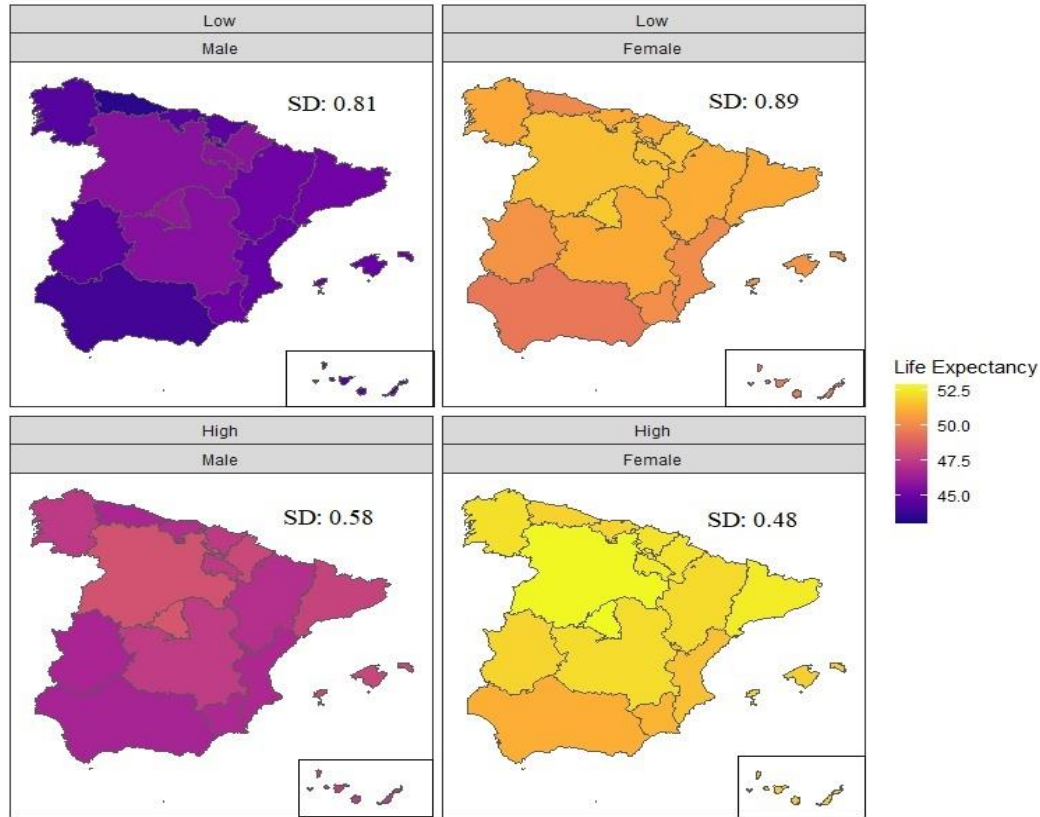 Low
Male
SD: 0.81
Low
Female
SD: 0.89
Life Expectancy
52.5
50.0
47.5
45.0
High
Male
SD: 0.58
High
Female
SD: 0.48